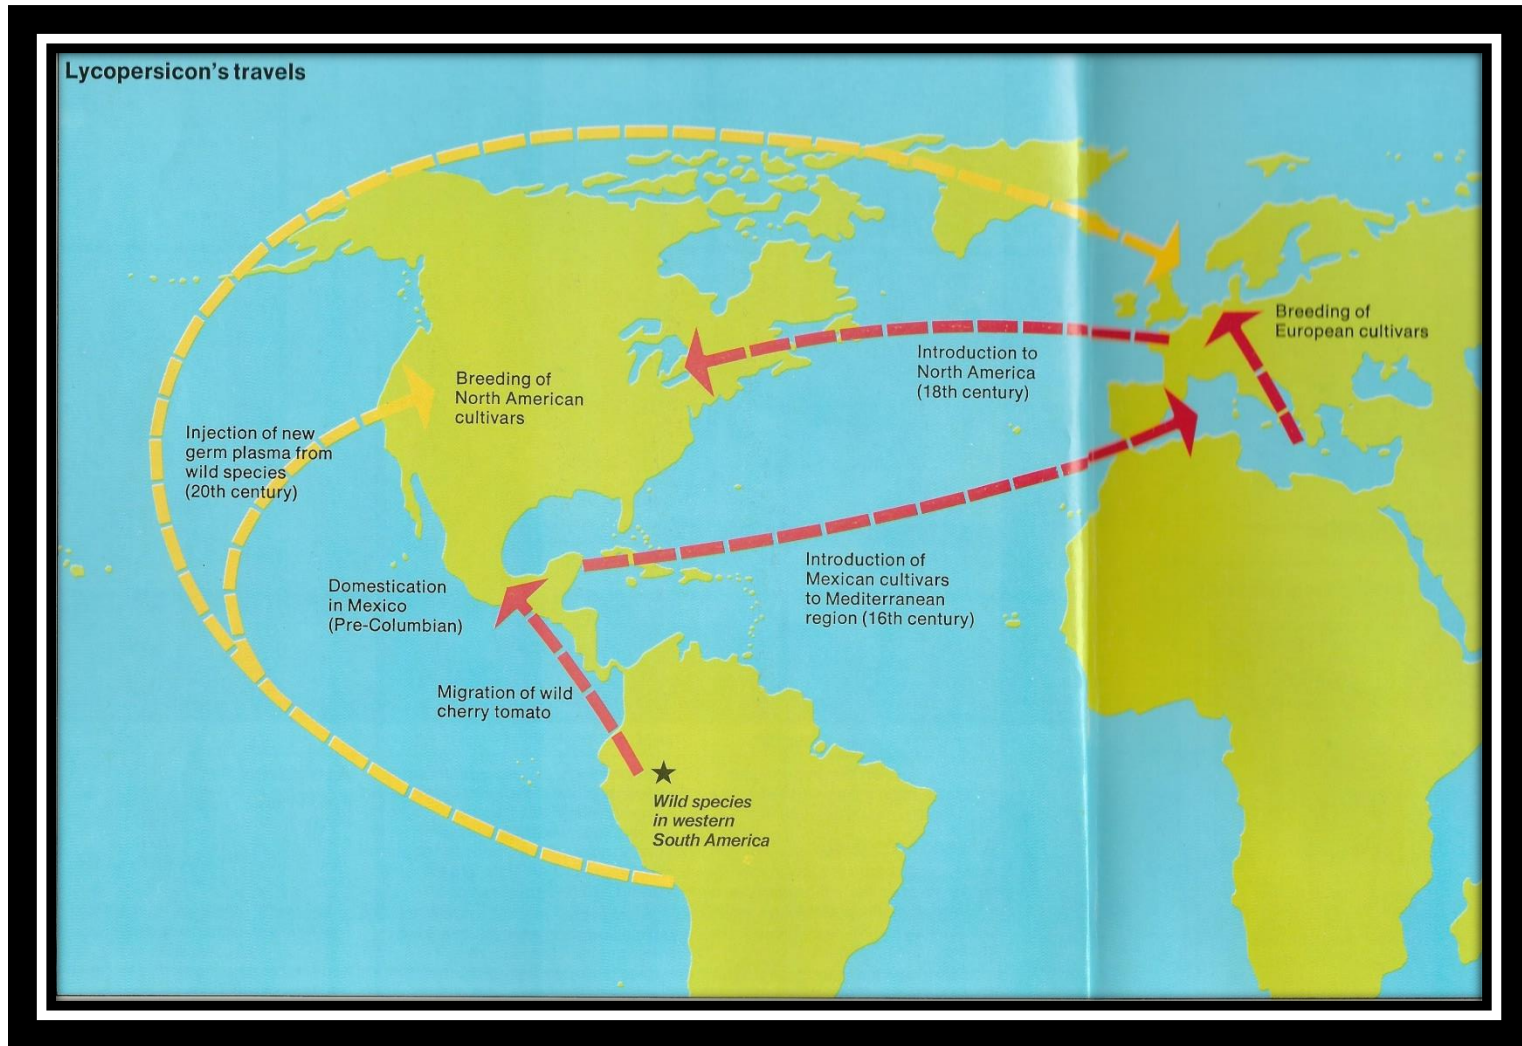 Lycopersicon's travels
Breeding of
European cultivars
Introduction to
North America
(18th century)
Breeding of
North American
cultivars
Injection of new
germ plasma from
wild species
(20th century)
Introduction of
Mexican cultivars
to Mediterranean
region (16th century)
Domestication
in Mexico
(Pre-Columbian)
Migration of wild
cherry tomato
Wild species
in western
South America